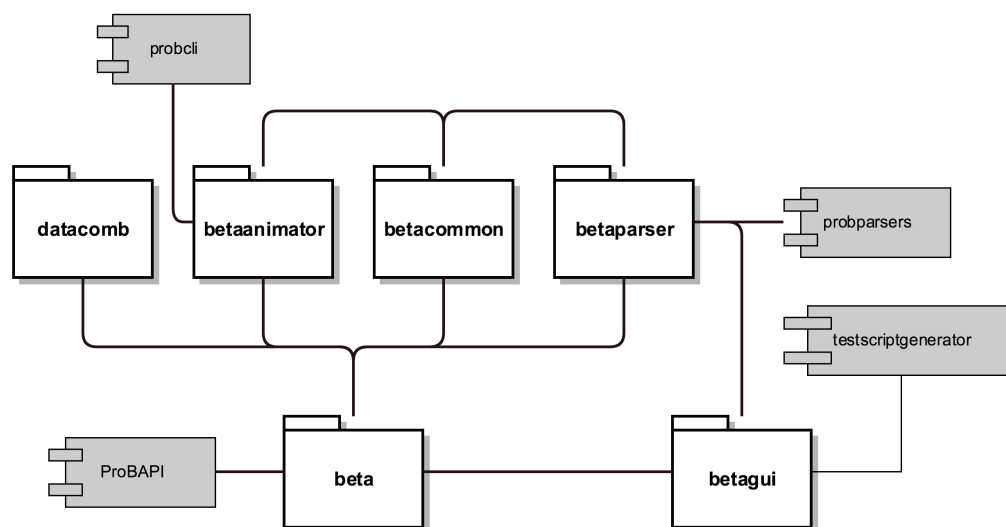 probcli
datacomb
betaanimator
betacommon
betaparser
probparsers
testscriptgenerator
ProBAPI
beta
betagui